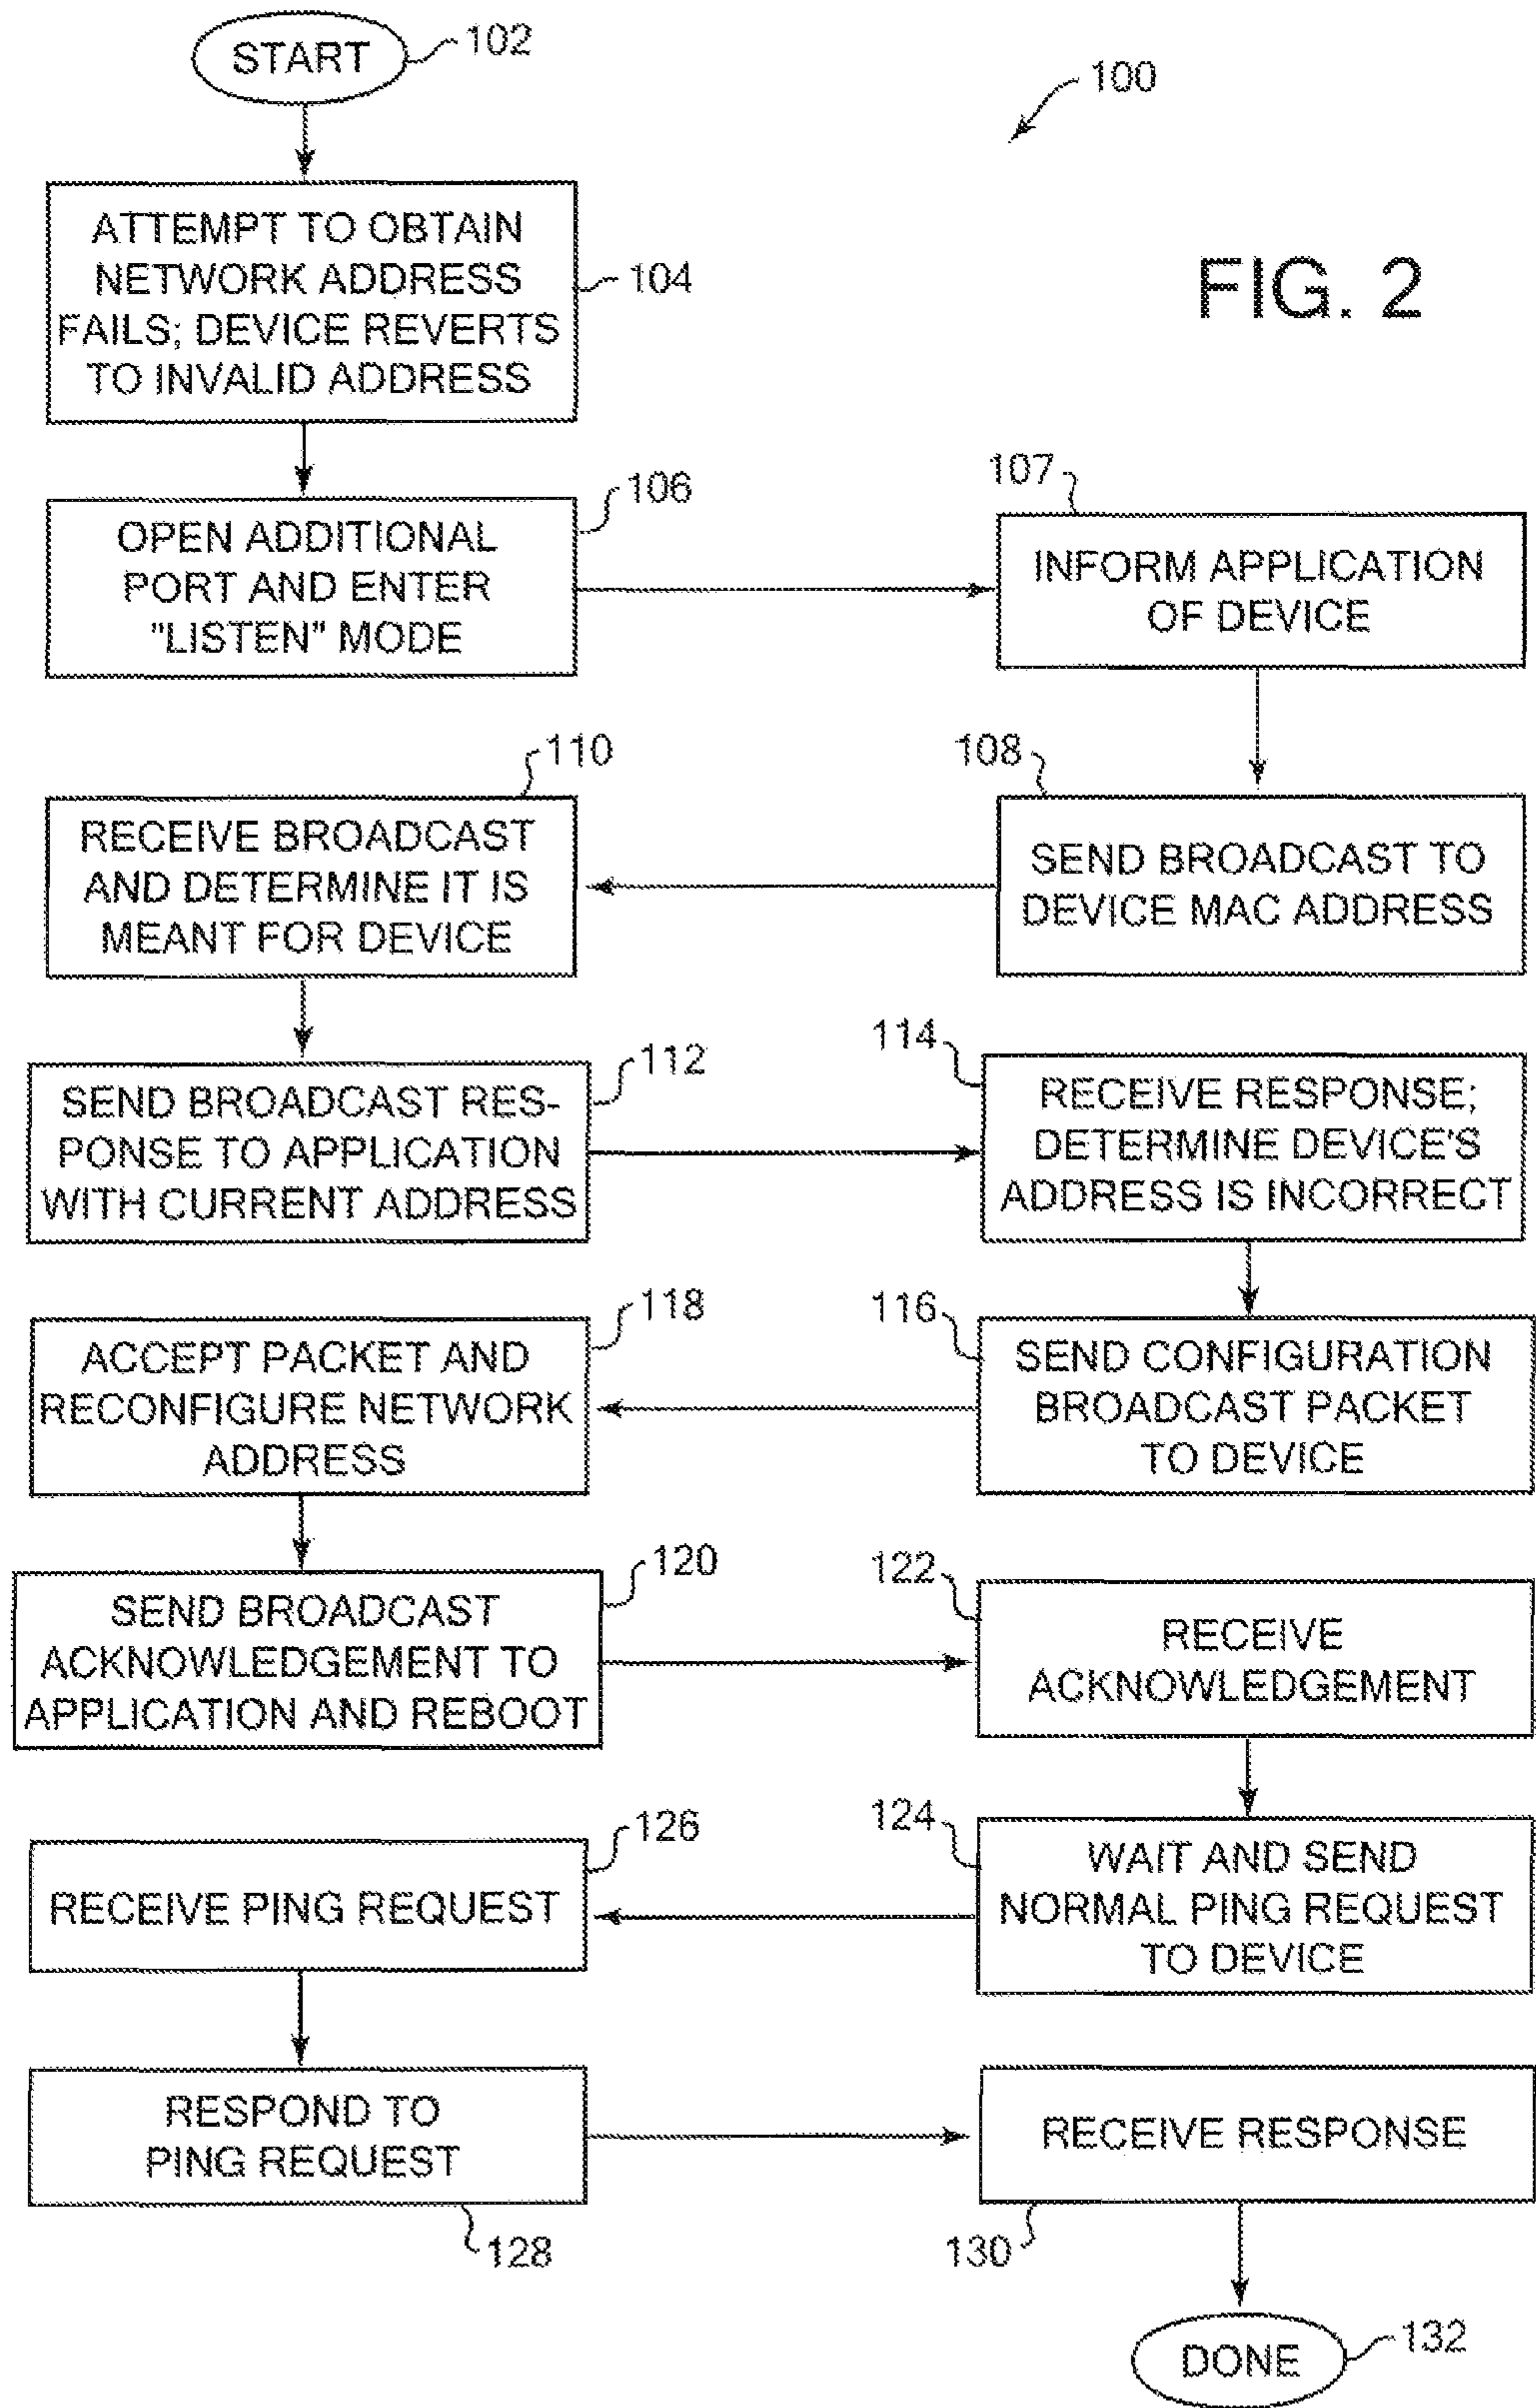 START
102
100
ATTEMPT TO OBTAIN
NETWORK ADDRESS
FAILS; DEVICE REVERTS
TO INVALID ADDRESS
104
FIG. 2
106
OPEN ADDITIONAL
PORT AND ENTER
"LISTEN" MODE
107
INFORM APPLICATION
OF DEVICE
108
SEND BROADCAST TO
DEVICE MAC ADDRESS
110
RECEIVE BROADCAST
AND DETERMINE IT IS
MEANT FOR DEVICE
112
SEND BROADCAST RES-
PONSE TO APPLICATION
WITH CURRENT ADDRESS
114
RECEIVE RESPONSE;
DETERMINE DEVICE'S
ADDRESS IS INCORRECT
116
SEND CONFIGURATION
BROADCAST PACKET
TO DEVICE
118
ACCEPT PACKET AND
RECONFIGURE NETWORK
ADDRESS
120
SEND BROADCAST
ACKNOWLEDGEMENT TO
APPLICATION AND REBOOT
122
RECEIVE
ACKNOWLEDGEMENT
124
WAIT AND SEND
NORMAL PING REQUEST
TO DEVICE
126
RECEIVE PING REQUEST
RESPOND TO
PING REQUEST
128
RECEIVE RESPONSE
130
DONE
132